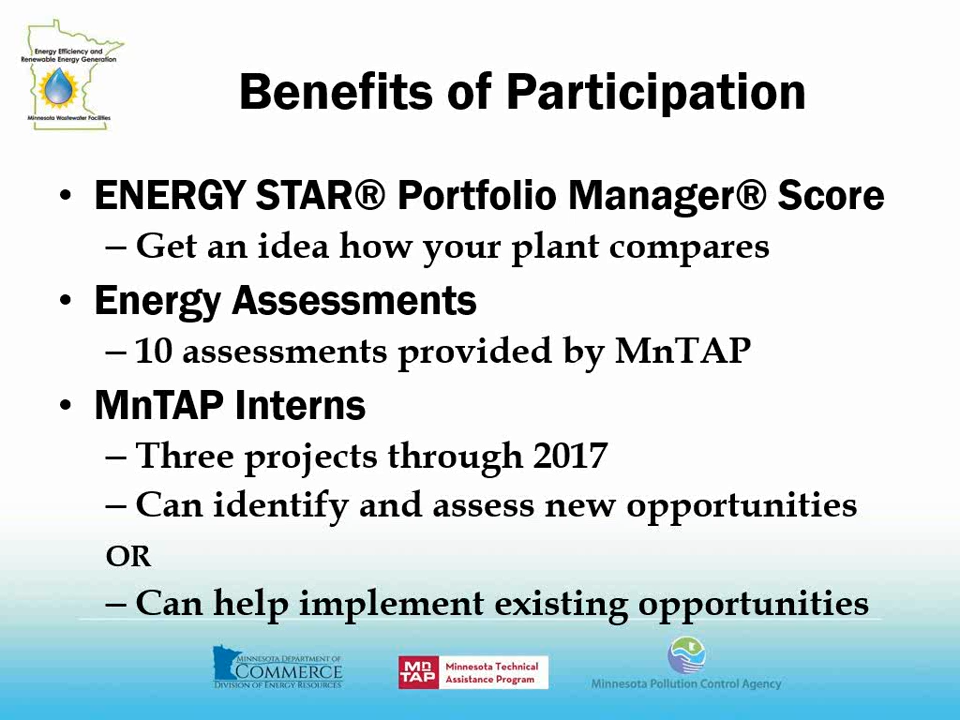 Energy Efficiency and
Renewable Energy Generation
Minnesota Wastewater Facilities
Benefits of Participation
• ENERGY STAR® Portfolio Manager® Score
– Get an idea how your plant compares
• Energy Assessments
– 10 assessments provided by MnTAP
• MnTAP Interns
– Three projects through 2017
– Can identify and assess new opportunities
OR
– Can help implement existing opportunities
MINNESOTA DEPARTMENT OF
COMMERCE
DIVISION OF ENERGY RESOURCES
MN
TAP
Minnesota Technical
Assistance Program
Minnesota Pollution Control Agency